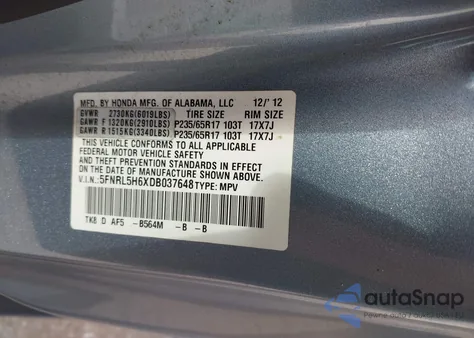 MFD. BY HONDA MFG. OF ALABAMA, LLC 12/'12
GVWR 2730KG(6019LBS) TIRE SIZE RIM SIZE
GAWR F 1320KG(2910LBS) P235/65R17 103T 17X7J
GAWR R 1515KG(3340LBS) P235/65R17 103T 17X7J
THIS VEHICLE CONFORMS TO ALL APPLICABLE
FEDERAL MOTOR VEHICLE SAFETY
AND THEFT PREVENTION STANDARDS IN EFFECT
ON THE DATE OF MANUFACTURE SHOWN ABOVE.
V.I.N. 5FNRL5H6XDB037648 TYPE: MPV
TK8 D AF5 -B564M -B -B
autoSnap